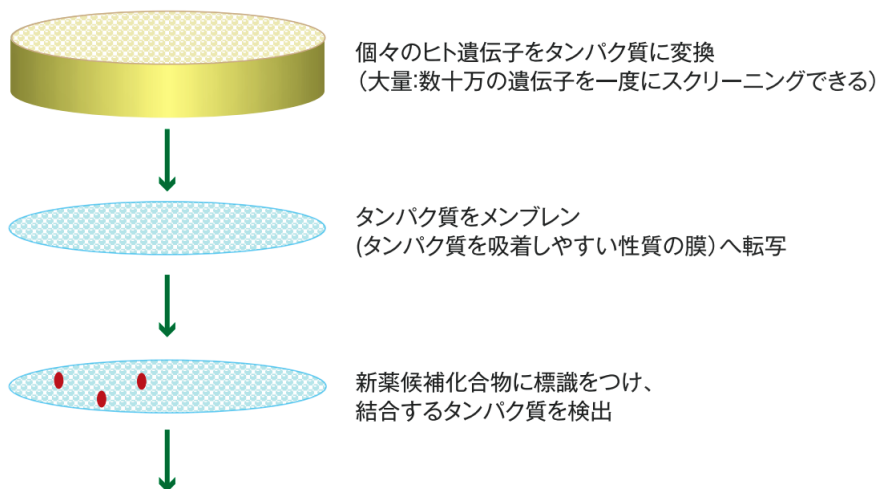 個々のヒト遺伝子をタンパク質に変換
（大量:数十万の遺伝子を一度にスクリーニングできる）
タンパク質をメンブレン
(タンパク質を吸着しやすい性質の膜）へ転写
新薬候補化合物に標識をつけ、
結合するタンパク質を検出